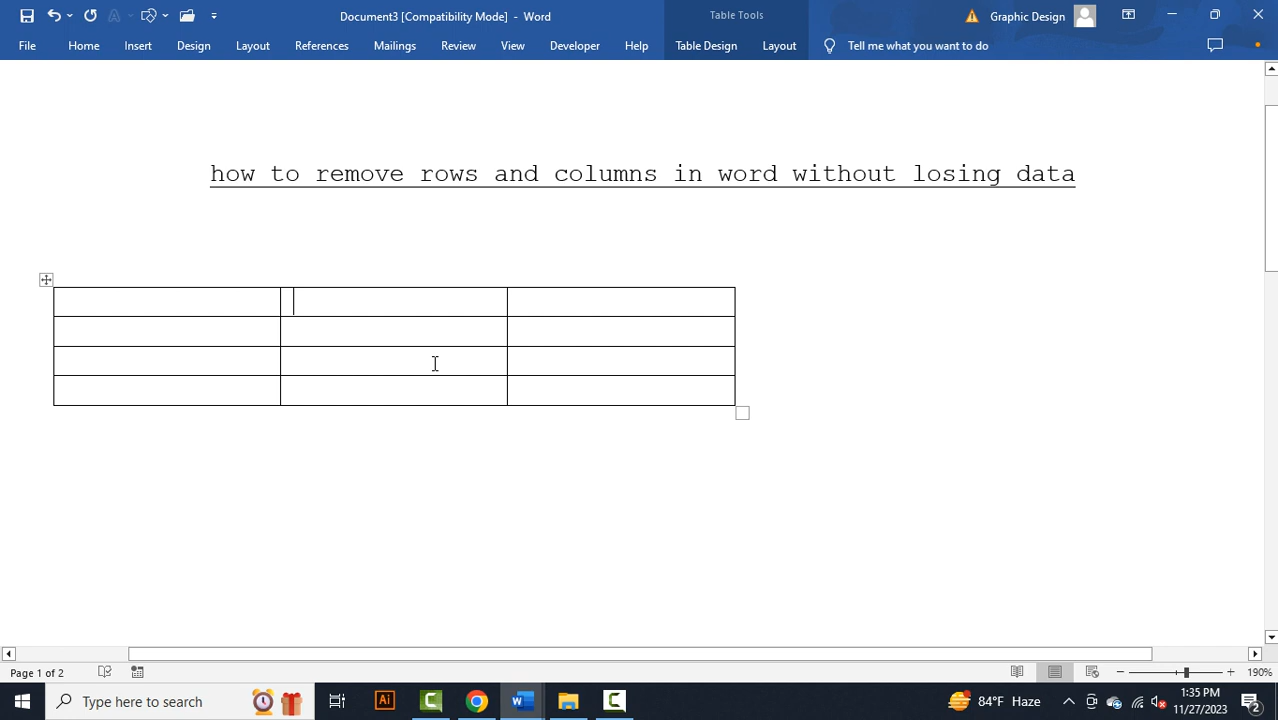 Document3 [Compatibility Mode] - Word
Table Tools
Graphic Design
File
Home
Insert
Design
Layout
References
Mailings
Review
View
Developer
Help
Table Design
Layout
Tell me what you want to do
how to remove rows and columns in word without losing data
Page 1 of 2
190%
Type here to search
Ai
84°F Haze
1:35 PM
11/27/2023
2